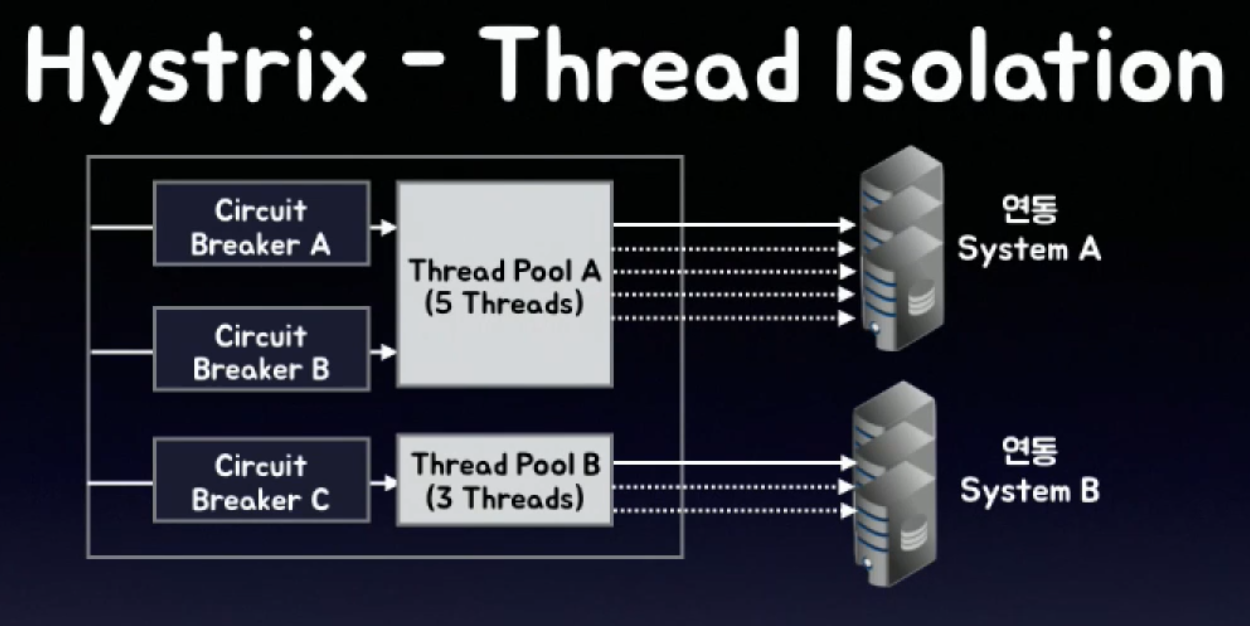 Hystrix - Thread Isolation
Circuit
Breaker A
Thread Pool A
(5 Threads)
연동
System A
Circuit
Breaker B
Circuit
Breaker C
Thread Pool B
(3 Threads)
연동
System B